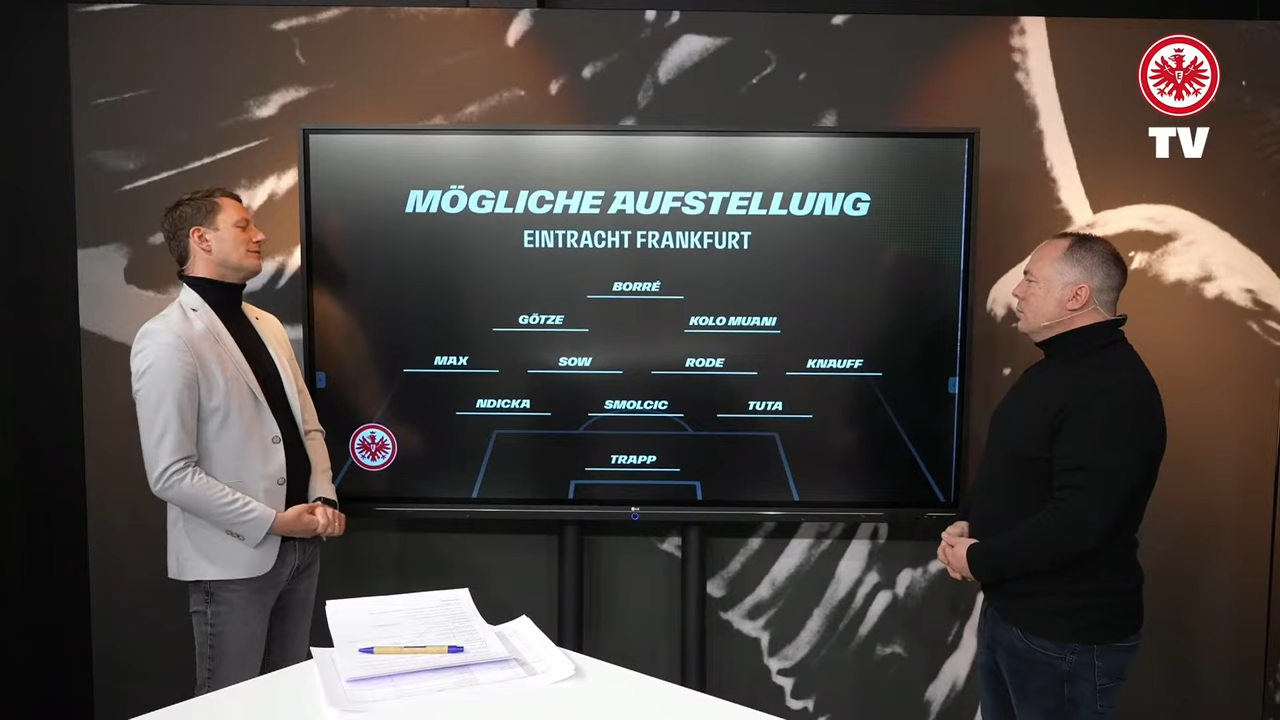 TV
MÖGLICHE AUFSTELLUNG
EINTRACHT FRANKFURT
BORRÉ
GÖTZE KOLO MUANI
MAX SOW RODE KNAUFF
NDICKA SMOLCIC TUTA
TRAPP